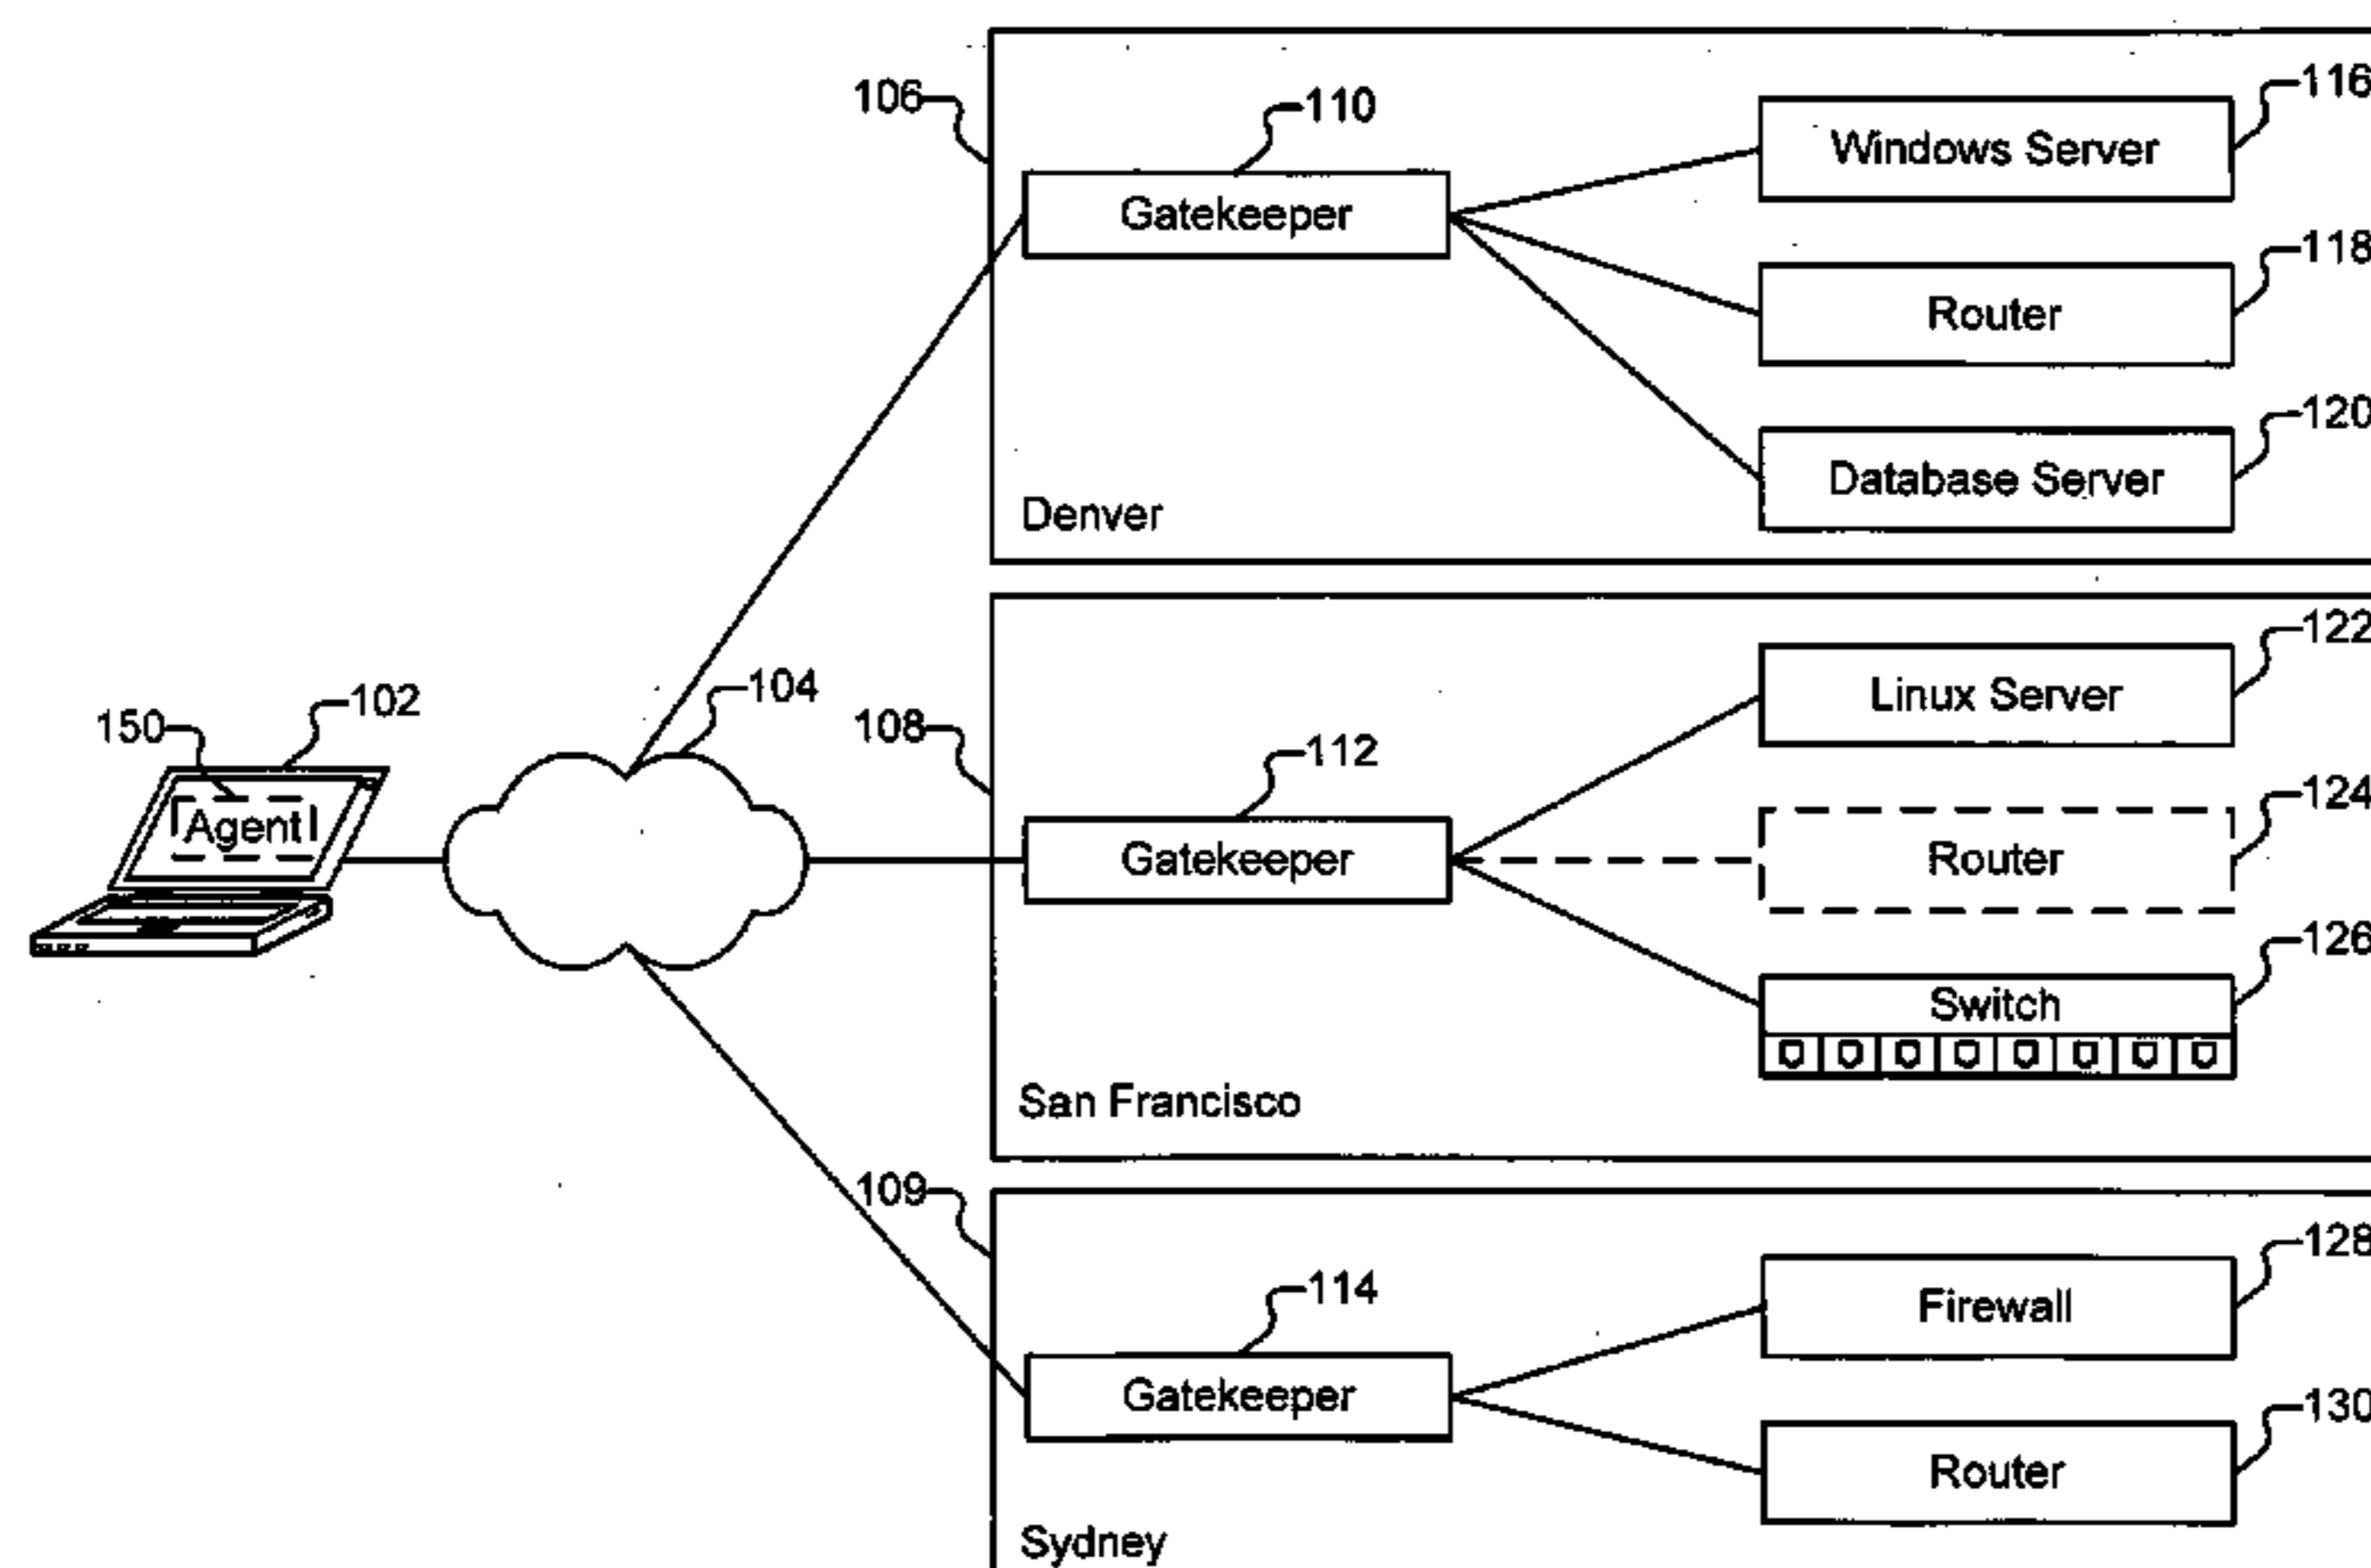 106
110
116
Windows Server
Gatekeeper
118
Router
120
Database Server
Denver
122
Linux Server
150
102
104
108
112
124
Agent
Gatekeeper
Router
126
Switch
San Francisco
109
128
114
Firewall
Gatekeeper
130
Router
Sydney